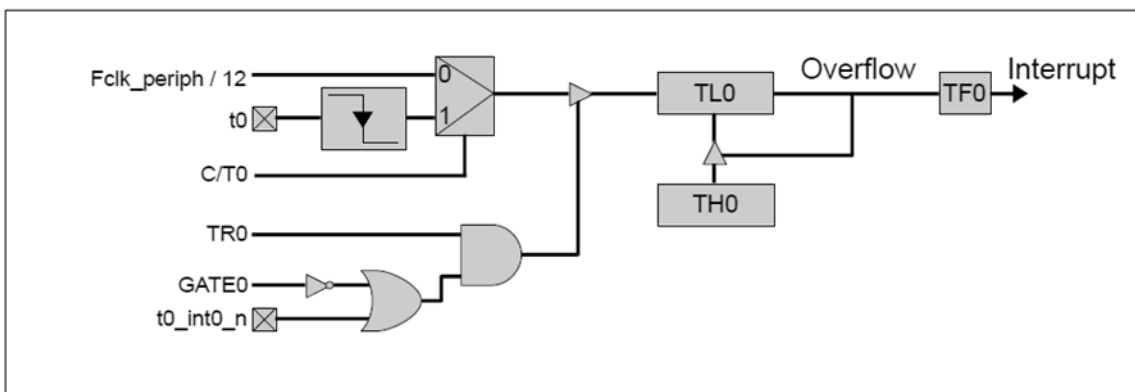 Fclk_periph / 12
0
t0
1
C/T0
TL0
Overflow
TF0
Interrupt
TH0
TR0
GATE0
t0_int0_n